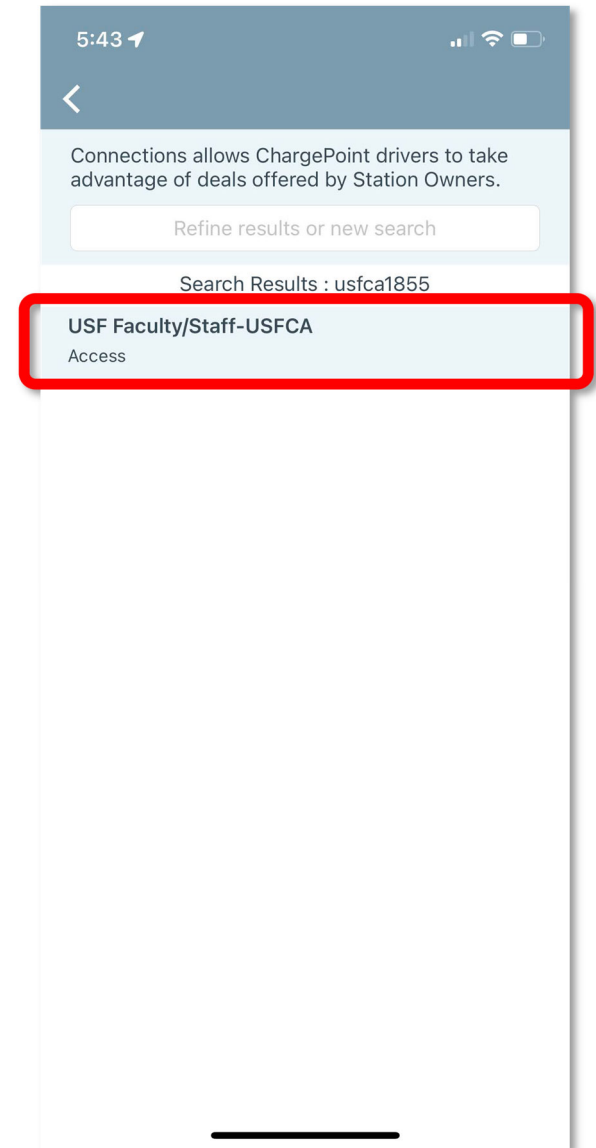 5:43
Connections allows ChargePoint drivers to take
advantage of deals offered by Station Owners.
Refine results or new search
Search Results : usfca1855
USF Faculty/Staff-USFCA
Access